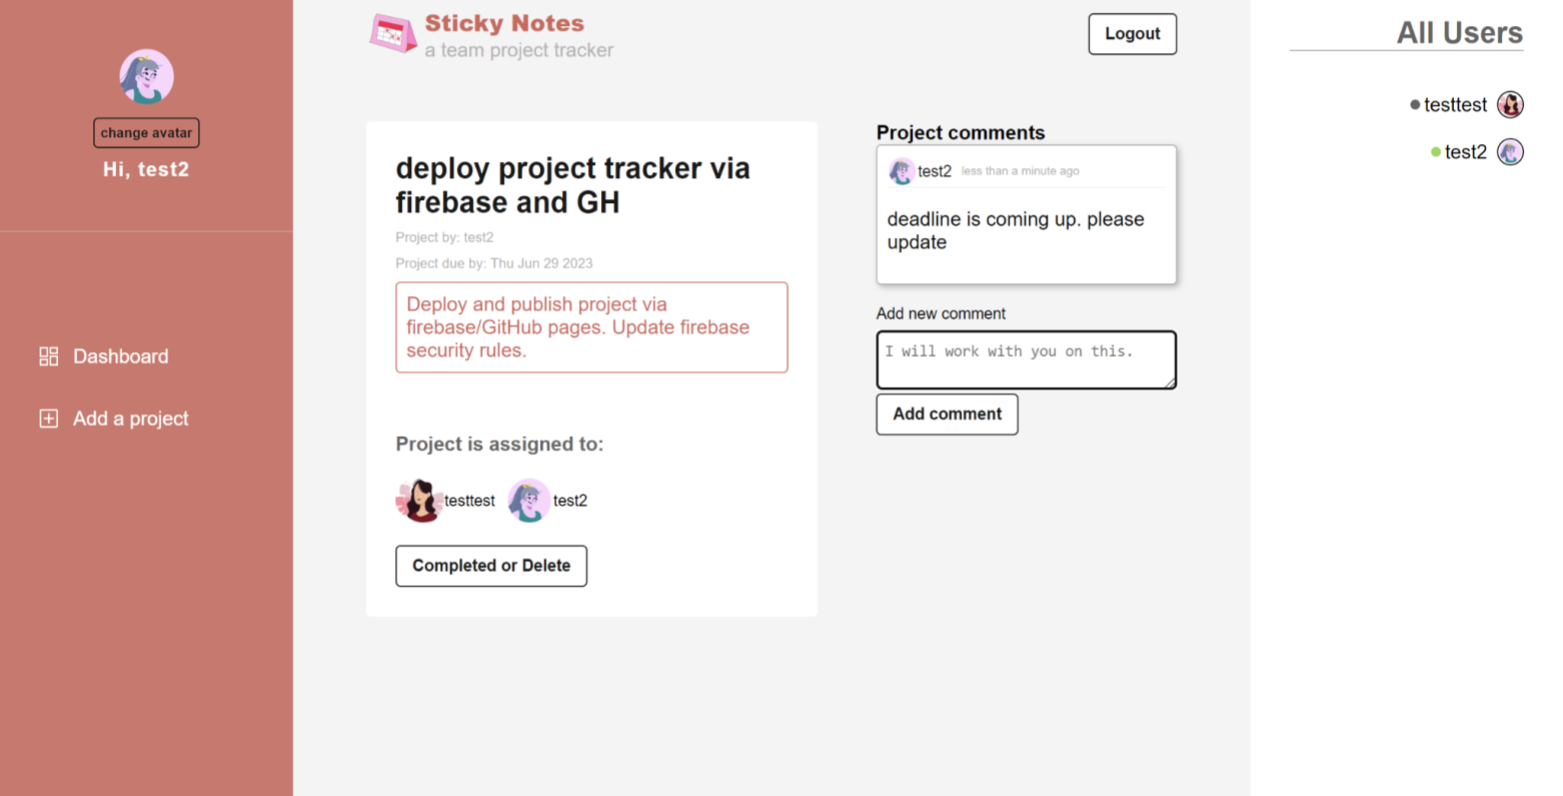 change avatar
Hi, test2
Dashboard
Add a project
Sticky Notes
a team project tracker
Logout
deploy project tracker via
firebase and GH
Project by: test2
Project due by: Thu Jun 29 2023
Deploy and publish project via
firebase/GitHub pages. Update firebase
security rules.
Project is assigned to:
testtest test2
Completed or Delete
Project comments
test2 less than a minute ago
deadline is coming up. please
update
Add new comment
I will work with you on this.
Add comment
All Users
testtest
test2